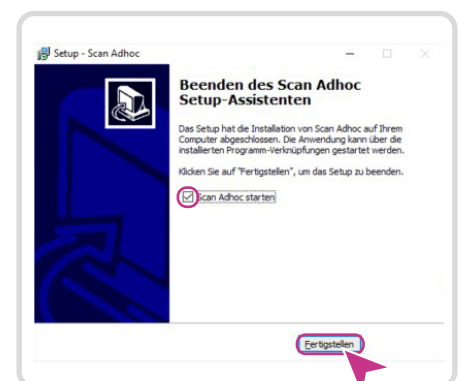 Setup - Scan Adhoc
Beenden des Scan Adhoc
Setup-Assistenten
Das Setup hat die Installation von Scan Adhoc auf Ihrem
Computer abgeschlossen. Die Anwendung kann über die
installierten Programm-Verknüpfungen gestartet werden.
Klicken Sie auf "Fertigstellen", um das Setup zu beenden.
Scan Adhoc starten
Fertigstellen